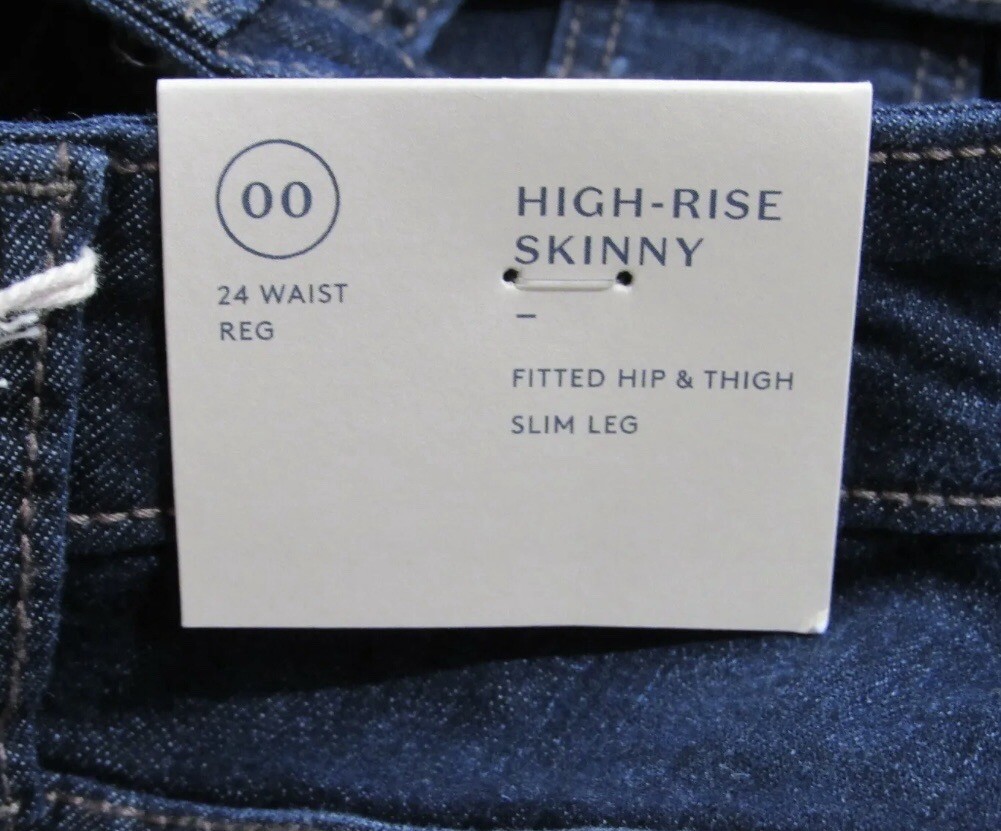 00
24 WAIST
REG
HIGH-RISE
SKINNY
–
FITTED HIP & THIGH
SLIM LEG